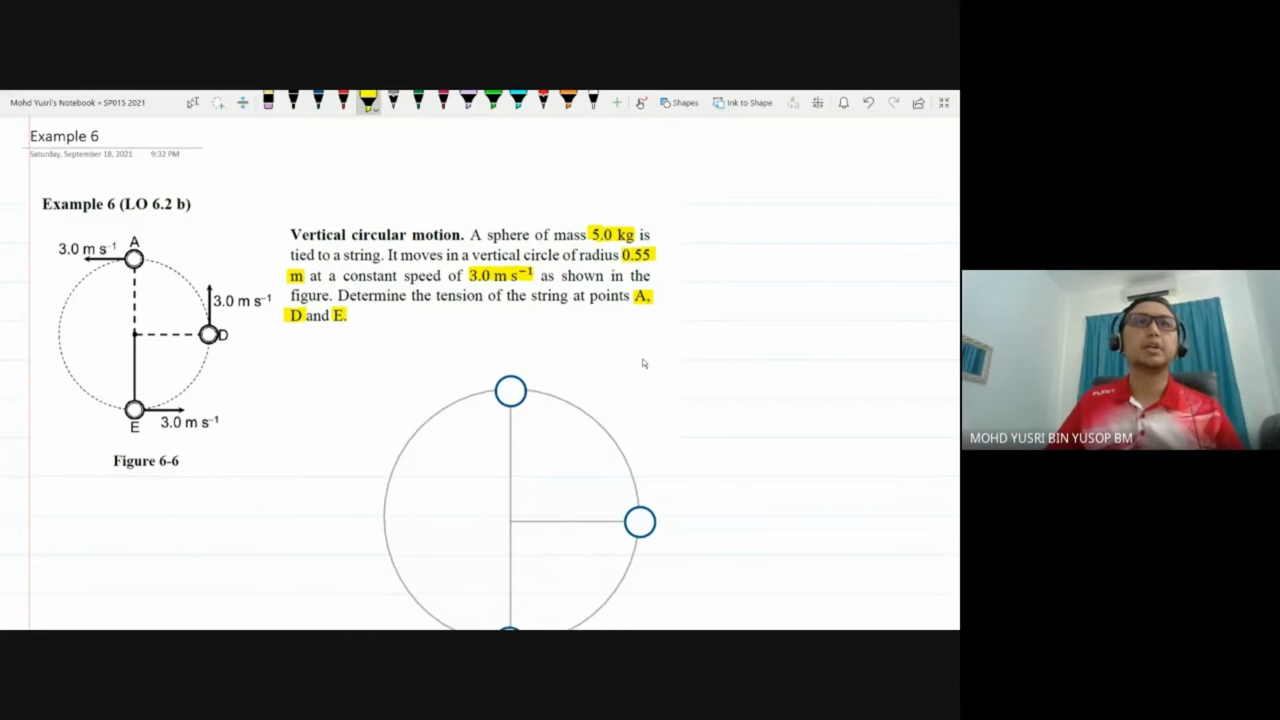 Mohd Yusri's Notebook » SP015 2021
Shapes
Ink to Shape
Example 6
Saturday, September 18, 2021 9:32 PM
Example 6 (LO 6.2 b)
3.0 m s⁻¹ A
3.0 m s⁻¹
D
E 3.0 m s⁻¹
Figure 6-6
Vertical circular motion. A sphere of mass 5.0 kg is
tied to a string. It moves in a vertical circle of radius 0.55
m at a constant speed of 3.0 m s⁻¹ as shown in the
figure. Determine the tension of the string at points A,
D and E.
MOHD YUSRI BIN YUSOP BM